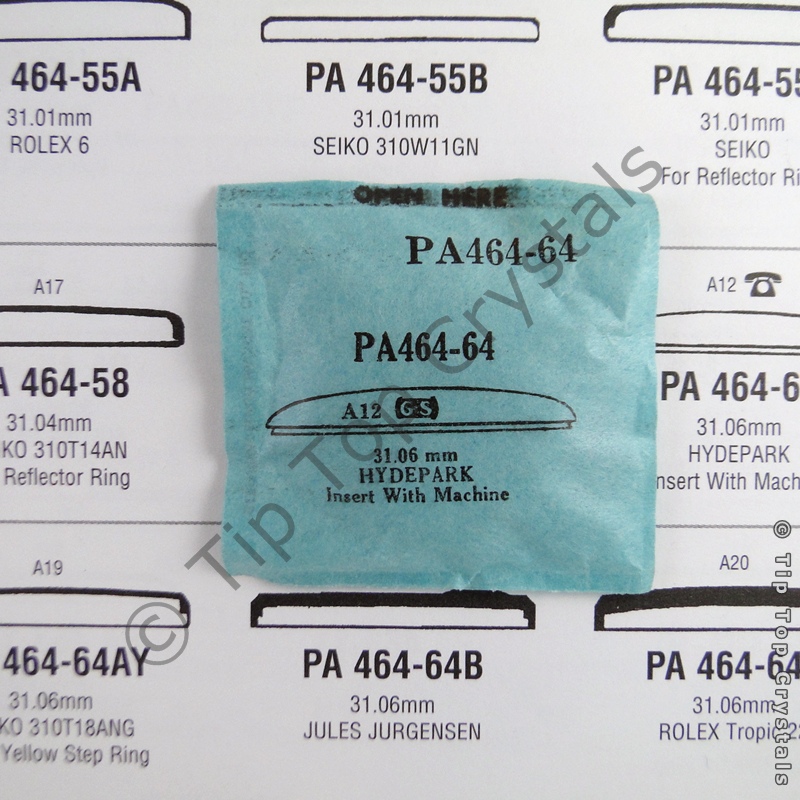 464-55A
31.01mm
ROLEX 6
PA 464-55B
31.01mm
SEIKO 310W11GN
PA 464-55
31.01mm
SEIKO
For Reflector Ri
OPEN HERE
PA464-64
PA464-64
A12 GS
31.06 mm
HYDEPARK
Insert With Machine
A17
A 464-58
31.04mm
KO 310T14AN
Reflector Ring
A12
PA 464-6
31.06mm
HYDEPARK
nsert With Mach
A19
464-64AY
31.06mm
KO 310T18ANG
Yellow Step Ring
PA 464-64B
31.06mm
JULES JURGENSEN
A20
PA 464-64
31.06mm
ROLEX Tropic 22
© Tip Top Crystals
© Tip Top Crystals